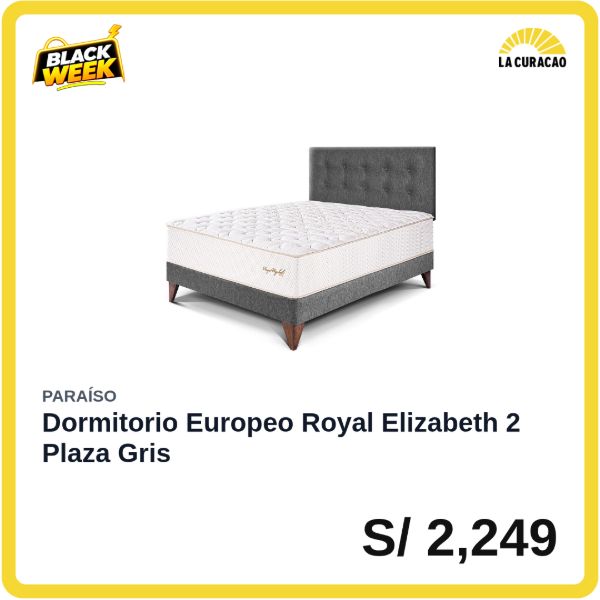 BLACK
WEEK
LA CURACAO
PARAÍSO
Dormitorio Europeo Royal Elizabeth 2
Plaza Gris
S/ 2,249